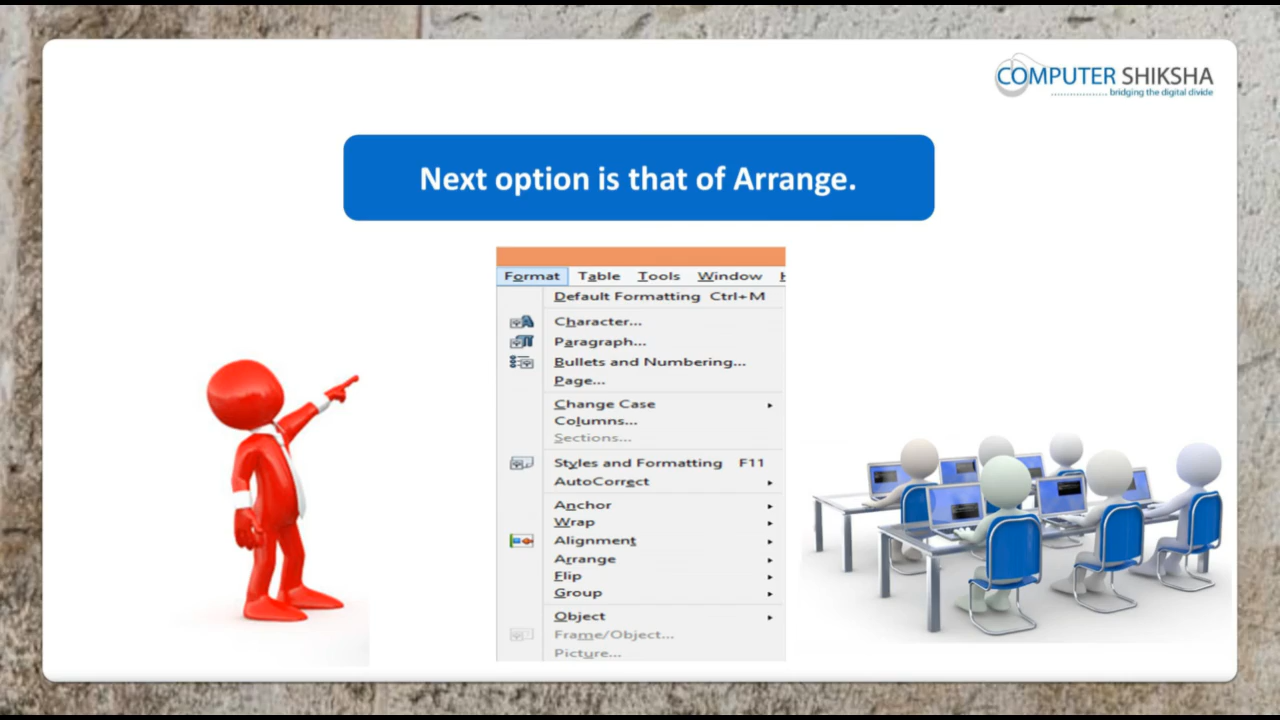 COMPUTER SHIKSHA
bridging the digital divide
Next option is that of Arrange.
Format Table Tools Window
Default Formatting Ctrl+M
Character...
Paragraph...
Bullets and Numbering...
Page...
Change Case
Columns...
Sections...
Styles and Formatting F11
AutoCorrect
Anchor
Wrap
Alignment
Arrange
Flip
Group
Object
Frame/Object...
Picture...